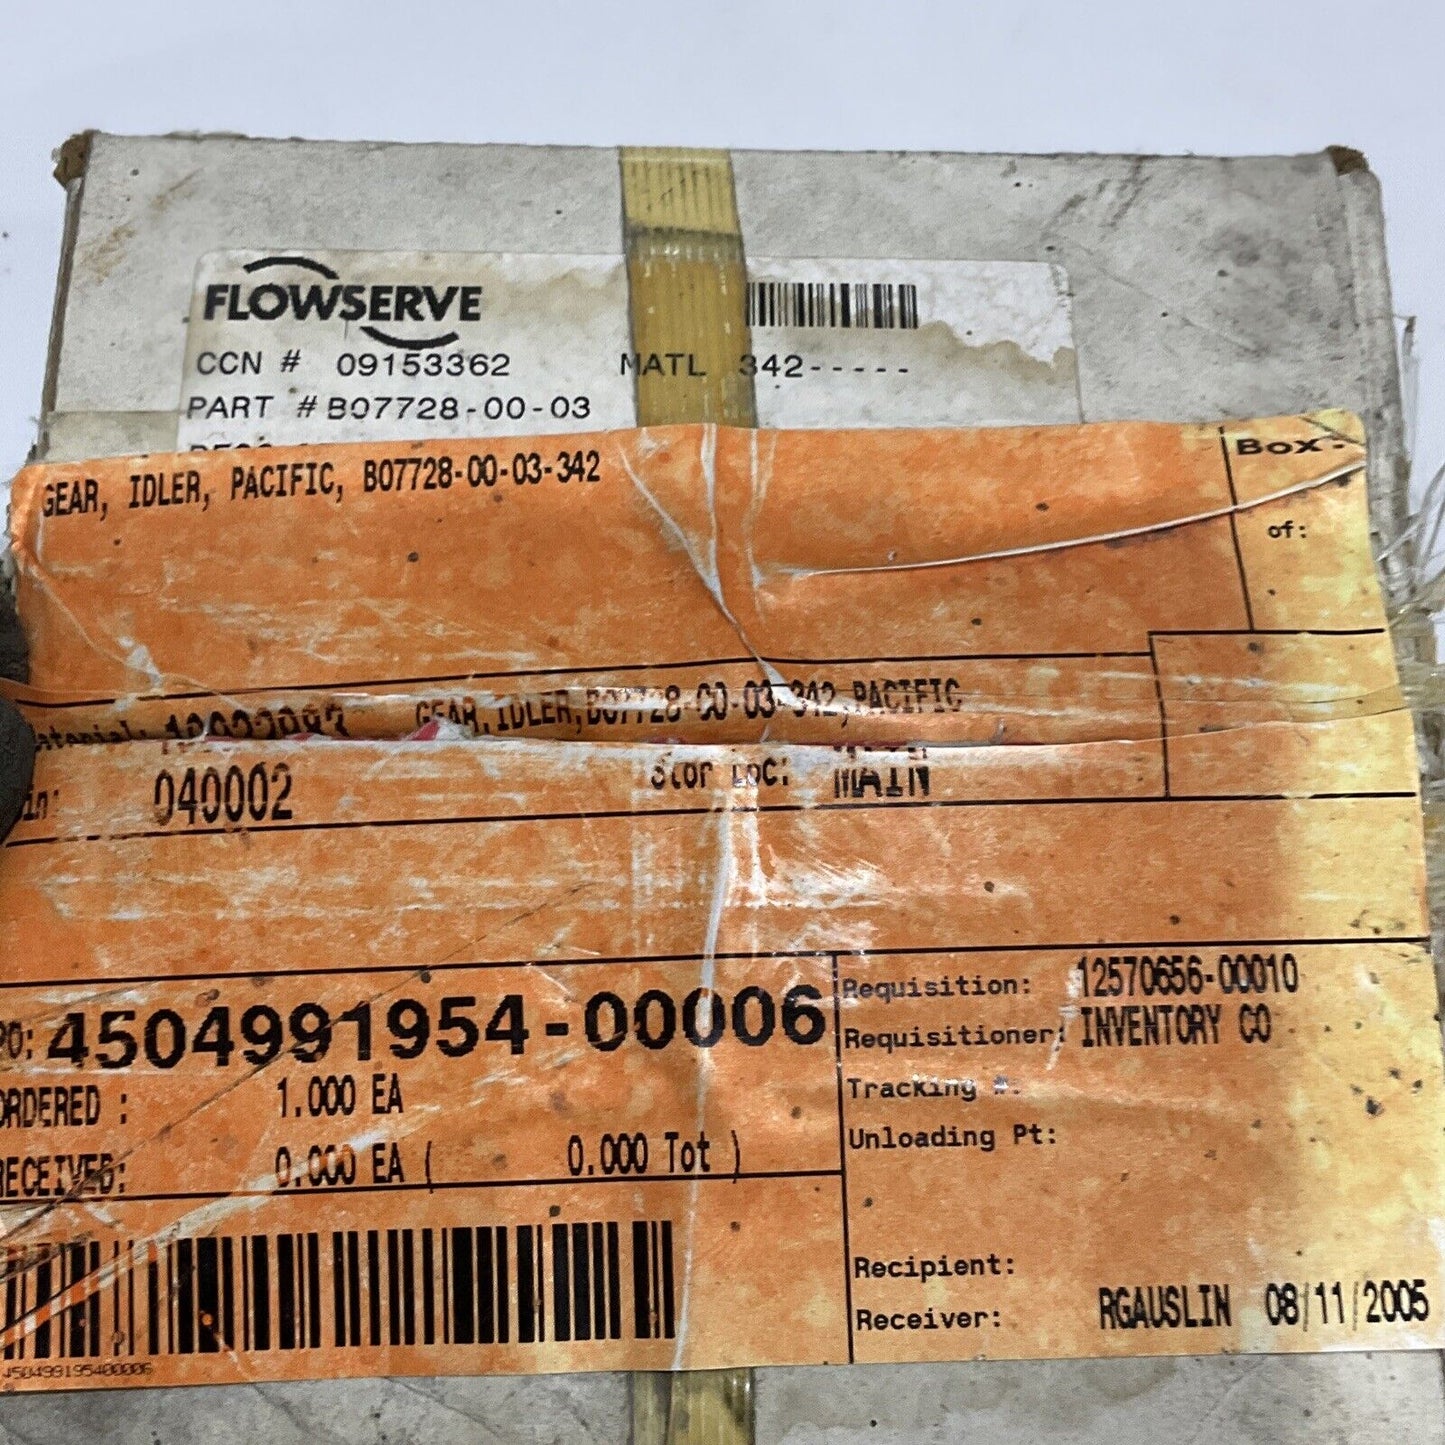 FLOWSERVE
CCN # 09153362 MATL 342-----
PART # B07728-00-03
GEAR, IDLER, PACIFIC, B07728-00-03-342
Box:
of:
GEAR,IDLER,B07728-00-03-342,PACIFIC
040002 Stor Loc: MAIN
PO: 4504991954-00006
ORDERED : 1.000 EA
RECEIVED: 0.000 EA ( 0.000 Tot )
450499195400006
Requisition: 12570656-00010
Requisitioner: INVENTORY CO
Tracking #:
Unloading Pt:
Recipient:
Receiver: RGAUSLIN 08/11/2005